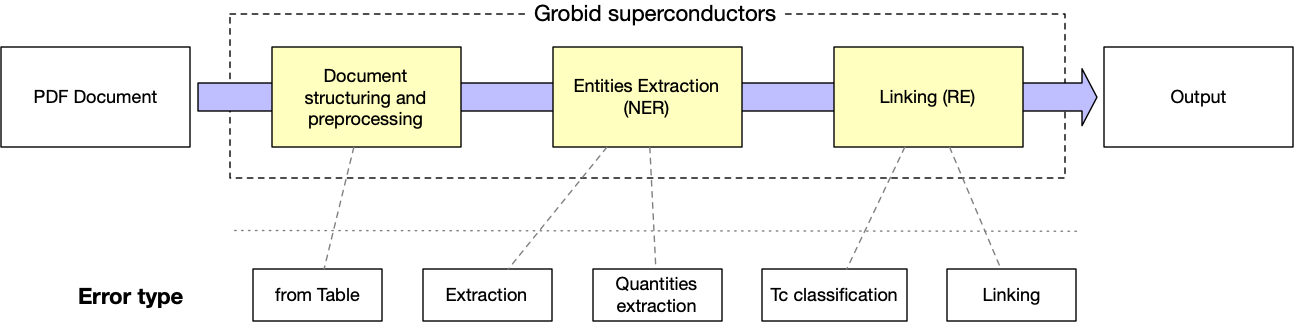 Grobid superconductors
PDF Document
Document
structuring and
preprocessing
Entities Extraction
(NER)
Linking (RE)
Output
Error type
from Table
Extraction
Quantities
extraction
Tc classification
Linking